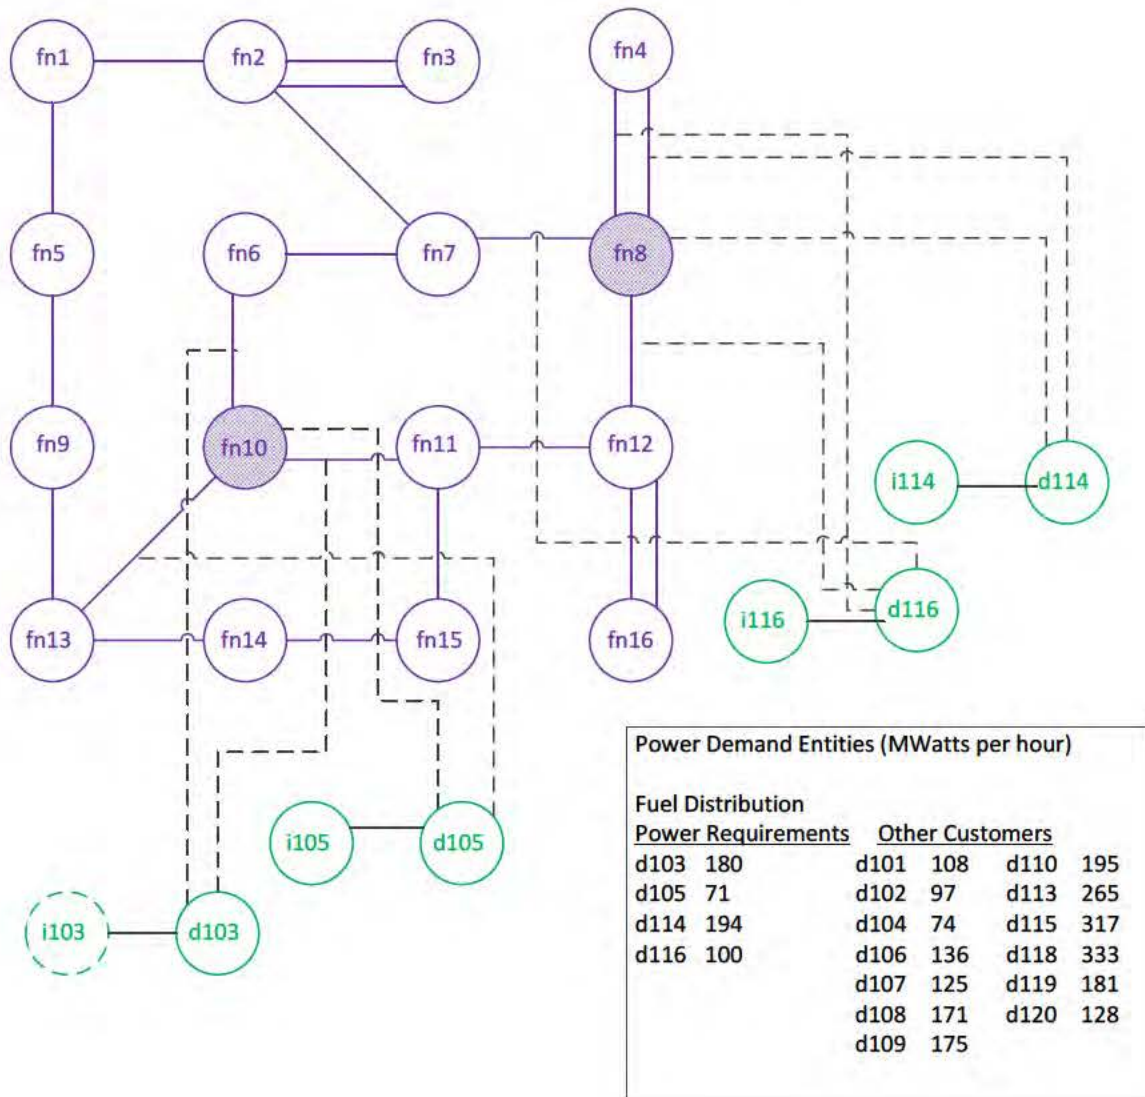 fn1 fn2 fn3 fn4
fn5 fn6 fn7 fn8
fn9 fn10 fn11 fn12
i114 d114
fn13 fn14 fn15 fn16
i116 d116
i105 d105
i103 d103
Power Demand Entities (MWatts per hour)
Fuel Distribution
Power Requirements Other Customers
d103 180 d101 108 d110 195
d105 71 d102 97 d113 265
d114 194 d104 74 d115 317
d116 100 d106 136 d118 333
d107 125 d119 181
d108 171 d120 128
d109 175